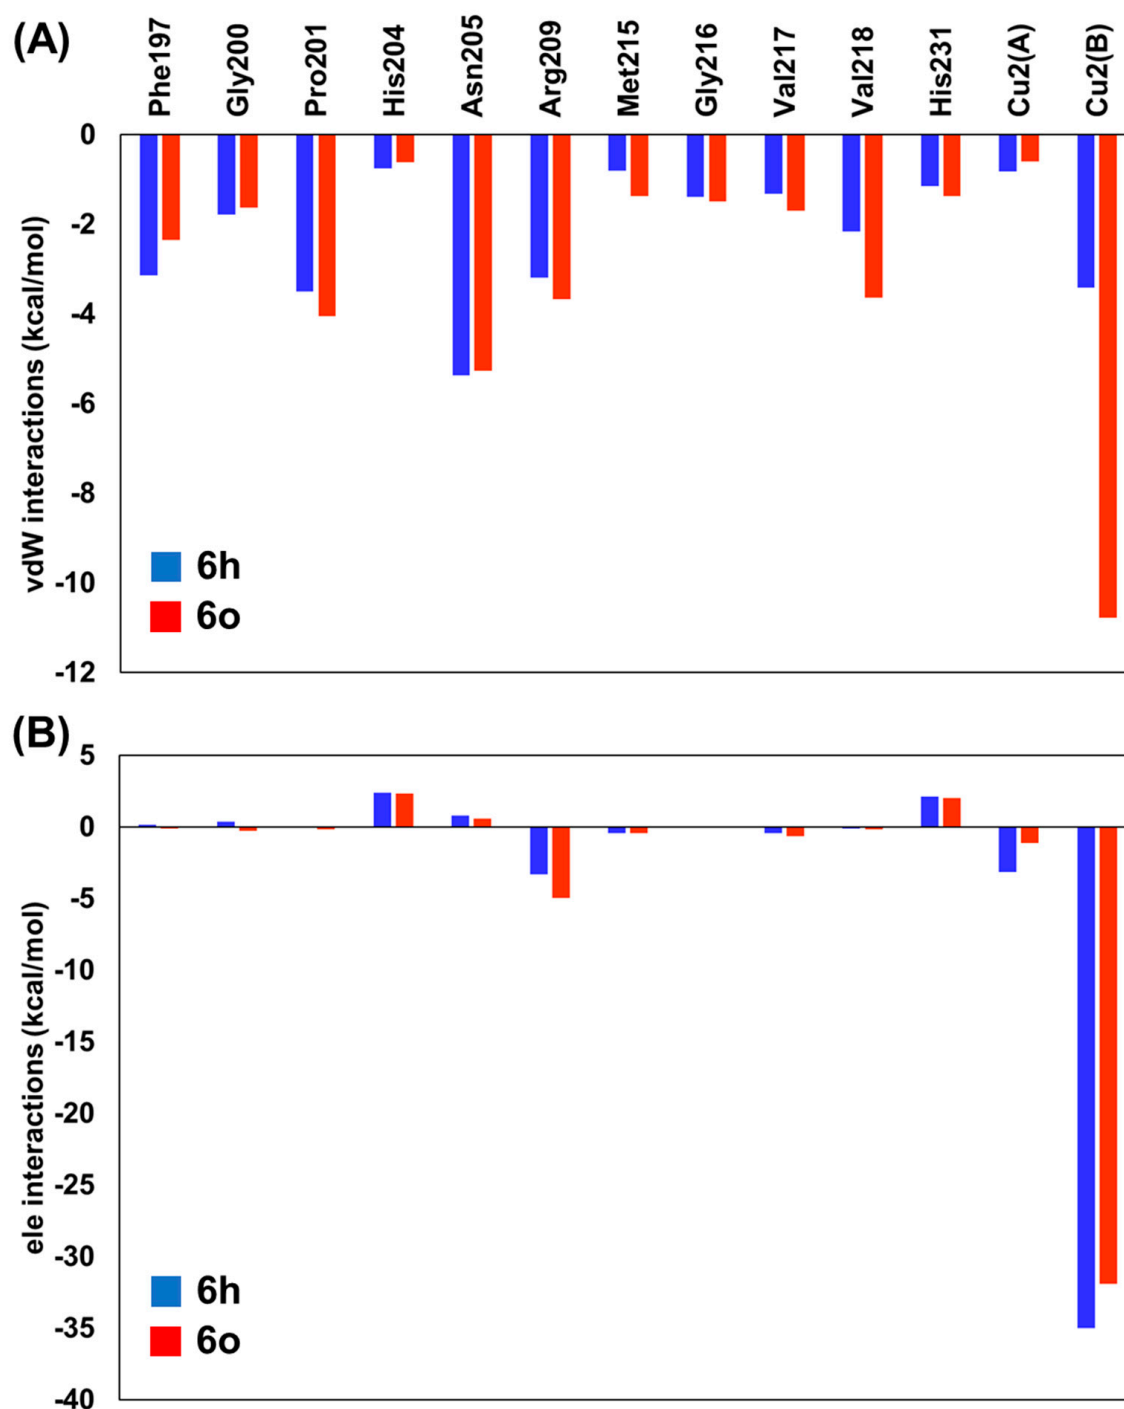 (A)
Phe197
Gly200
Pro201
His204
Asn205
Arg209
Met215
Gly216
Val217
Val218
His231
Cu2(A)
Cu2(B)
vdW interactions (kcal/mol)
0
-2
-4
-6
-8
-10
-12
6h
6o
(B)
ele interactions (kcal/mol)
5
0
-5
-10
-15
-20
-25
-30
-35
-40
6h
6o